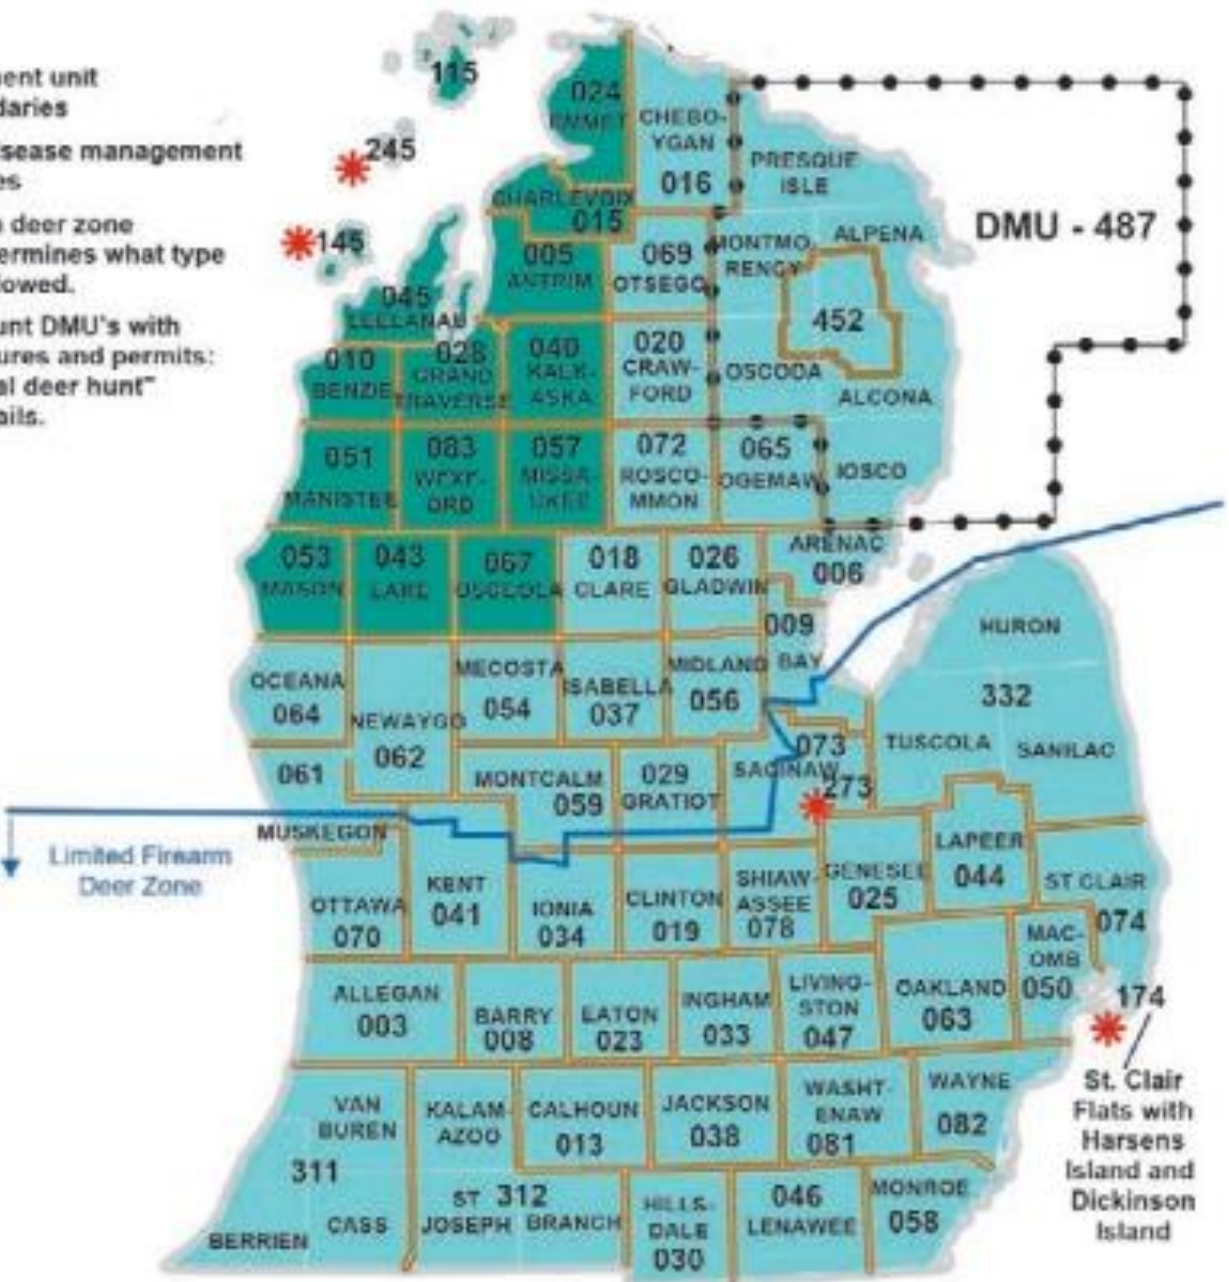 ent unit
daries
sease management
es
deer zone
ermines what type
lowed.
unt DMU's with
ures and permits:
al deer hunt"
ails.
115
245
145
024
EMMET
CHEBO-
YGAN
016
PRESQUE
ISLE
DMU - 487
CHARLEVOIX
015
005
ANTRIM
069
OTSEGO
MONTMO
RENCY
ALPENA
452
045
LEELANAU
010
BENZIE
028
GRAND
TRAVERSE
040
KALK-
ASKA
020
CRAW-
FORD
OSCODA
ALCONA
051
MANISTEE
083
WEXF-
ORD
057
MISSA-
UKEE
072
ROSCO-
MMON
065
OGEMAW
IOSCO
053
MASON
043
LAKE
067
OSCEOLA
018
CLARE
026
GLADWIN
ARENAC
006
009
BAY
HURON
332
TUSCOLA
SANILAC
OCEANA
064
NEWAYGO
062
MECOSTA
054
ISABELLA
037
MIDLAND
056
061
MUSKEGON
MONTCALM
059
029
GRATIOT
073
SAGINAW
273
Limited Firearm
Deer Zone
OTTAWA
070
KENT
041
IONIA
034
CLINTON
019
SHIAW-
ASSEE
078
GENESEE
025
LAPEER
044
ST CLAIR
074
ALLEGAN
003
BARRY
008
EATON
023
INGHAM
033
LIVING-
STON
047
OAKLAND
063
MAC-
OMB
050
174
St. Clair
Flats with
Harsens
Island and
Dickinson
Island
VAN
BUREN
311
BERRIEN
CASS
KALAM-
AZOO
CALHOUN
013
JACKSON
038
WASHT-
ENAW
081
WAYNE
082
ST 312
JOSEPH BRANCH
HILLS-
DALE
030
046
LENAWEE
MONROE
058